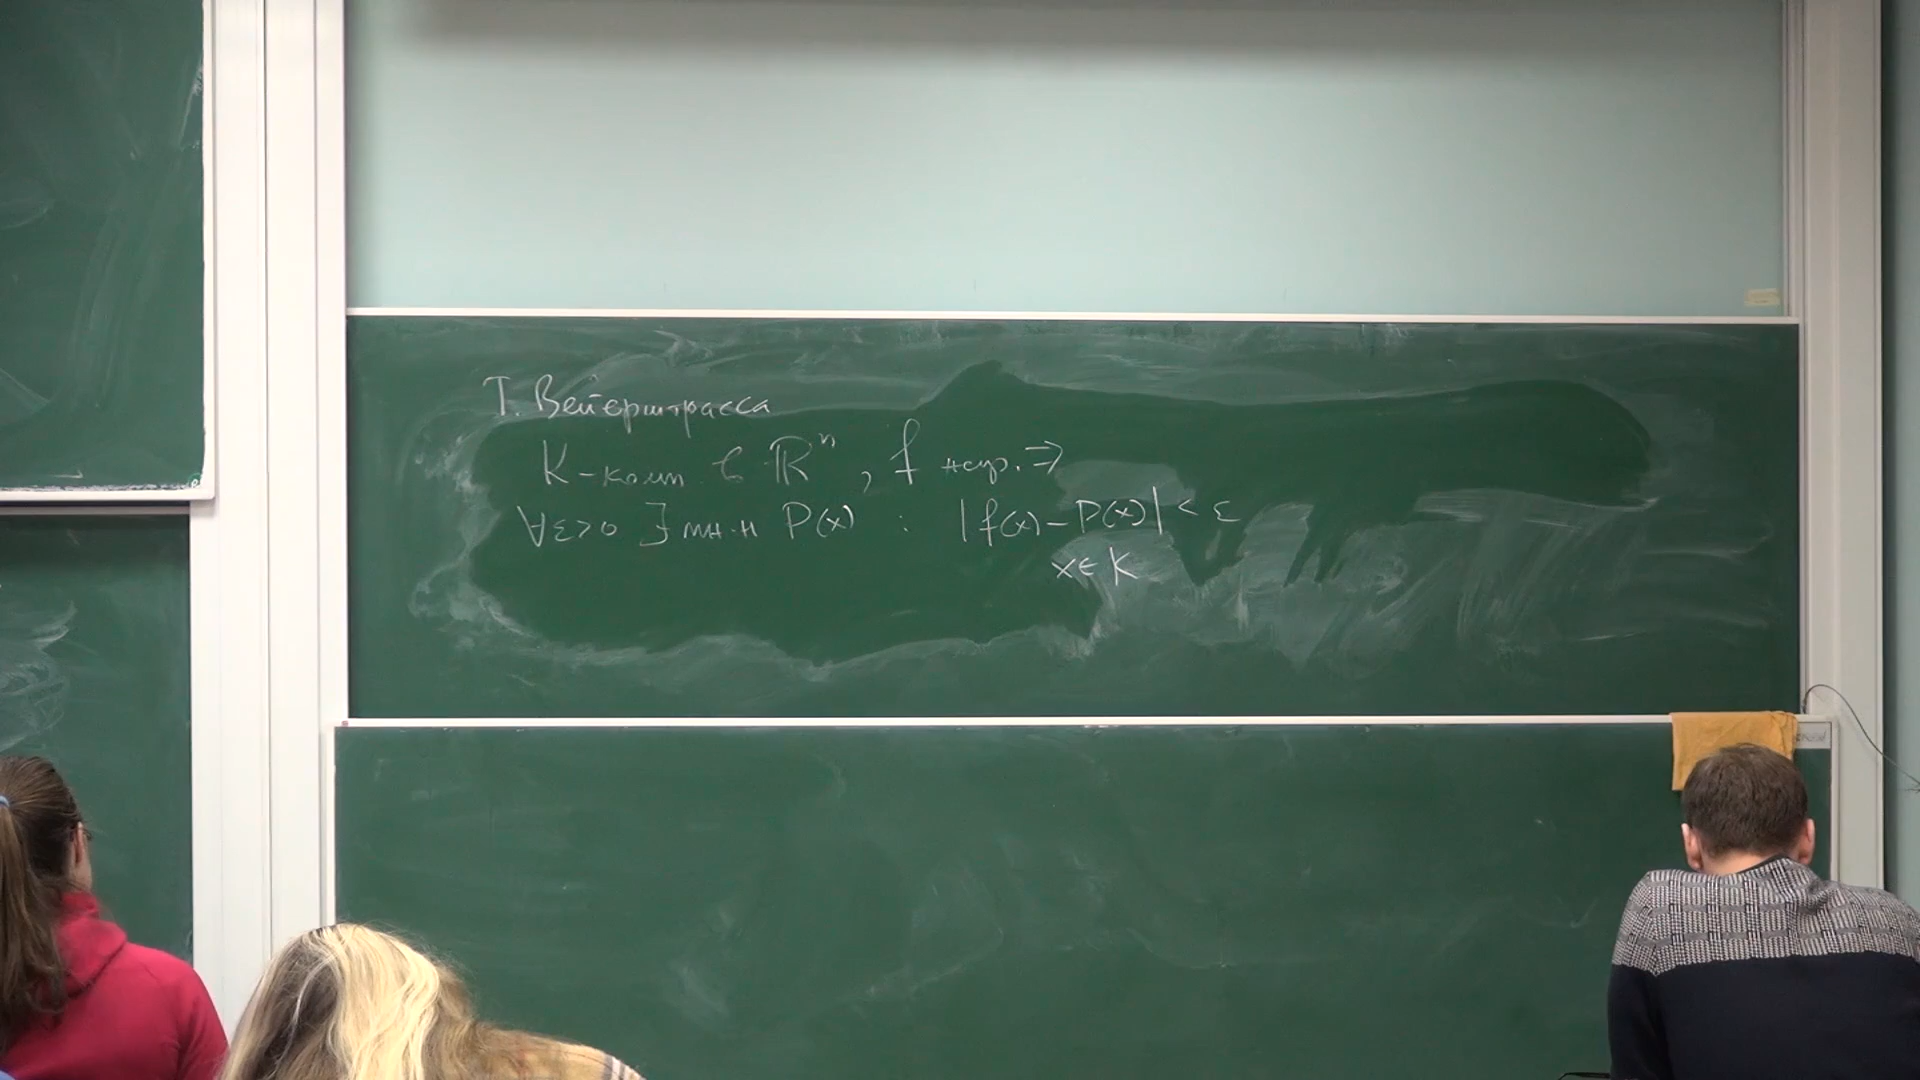 Т. Вейерштрасса
K - комп. в ℝⁿ, f непр. ⇒
∀ε>0 ∃ мн-н P(x) : |f(x) - P(x)| < ε
x ∈ K